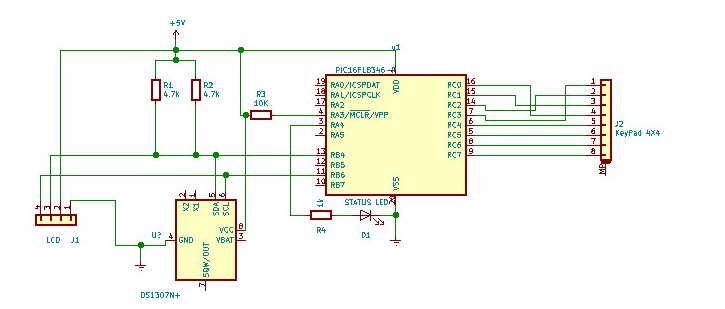 +5V
u1
PIC16FLB346-
R1
4.7k
R2
4.7k
R3
10K
19 RA0/ICSPDAT
18 RA1/ICSPCLK
17 RA2
4 RA3/MCLR/VPP
3 RA4
2 RA5
13 RB4
12 RB5
11 RB6
10 RB7
VDD
VSS
20
RC0 16
RC1 15
RC2 14
RC3 7
RC4 6
RC5 5
RC6 8
RC7 9
1
2
3
4
5
6
7
8
J2
KeyPad 4X4
MP
STATUS LED
1k
R4
D1
4 3 2 1
LCD J1
U?
2 1 5 6
X2 X1 SDA SCL
VCC 8
VBAT 3
4 GND
SQW/OUT
7
DS1307N+